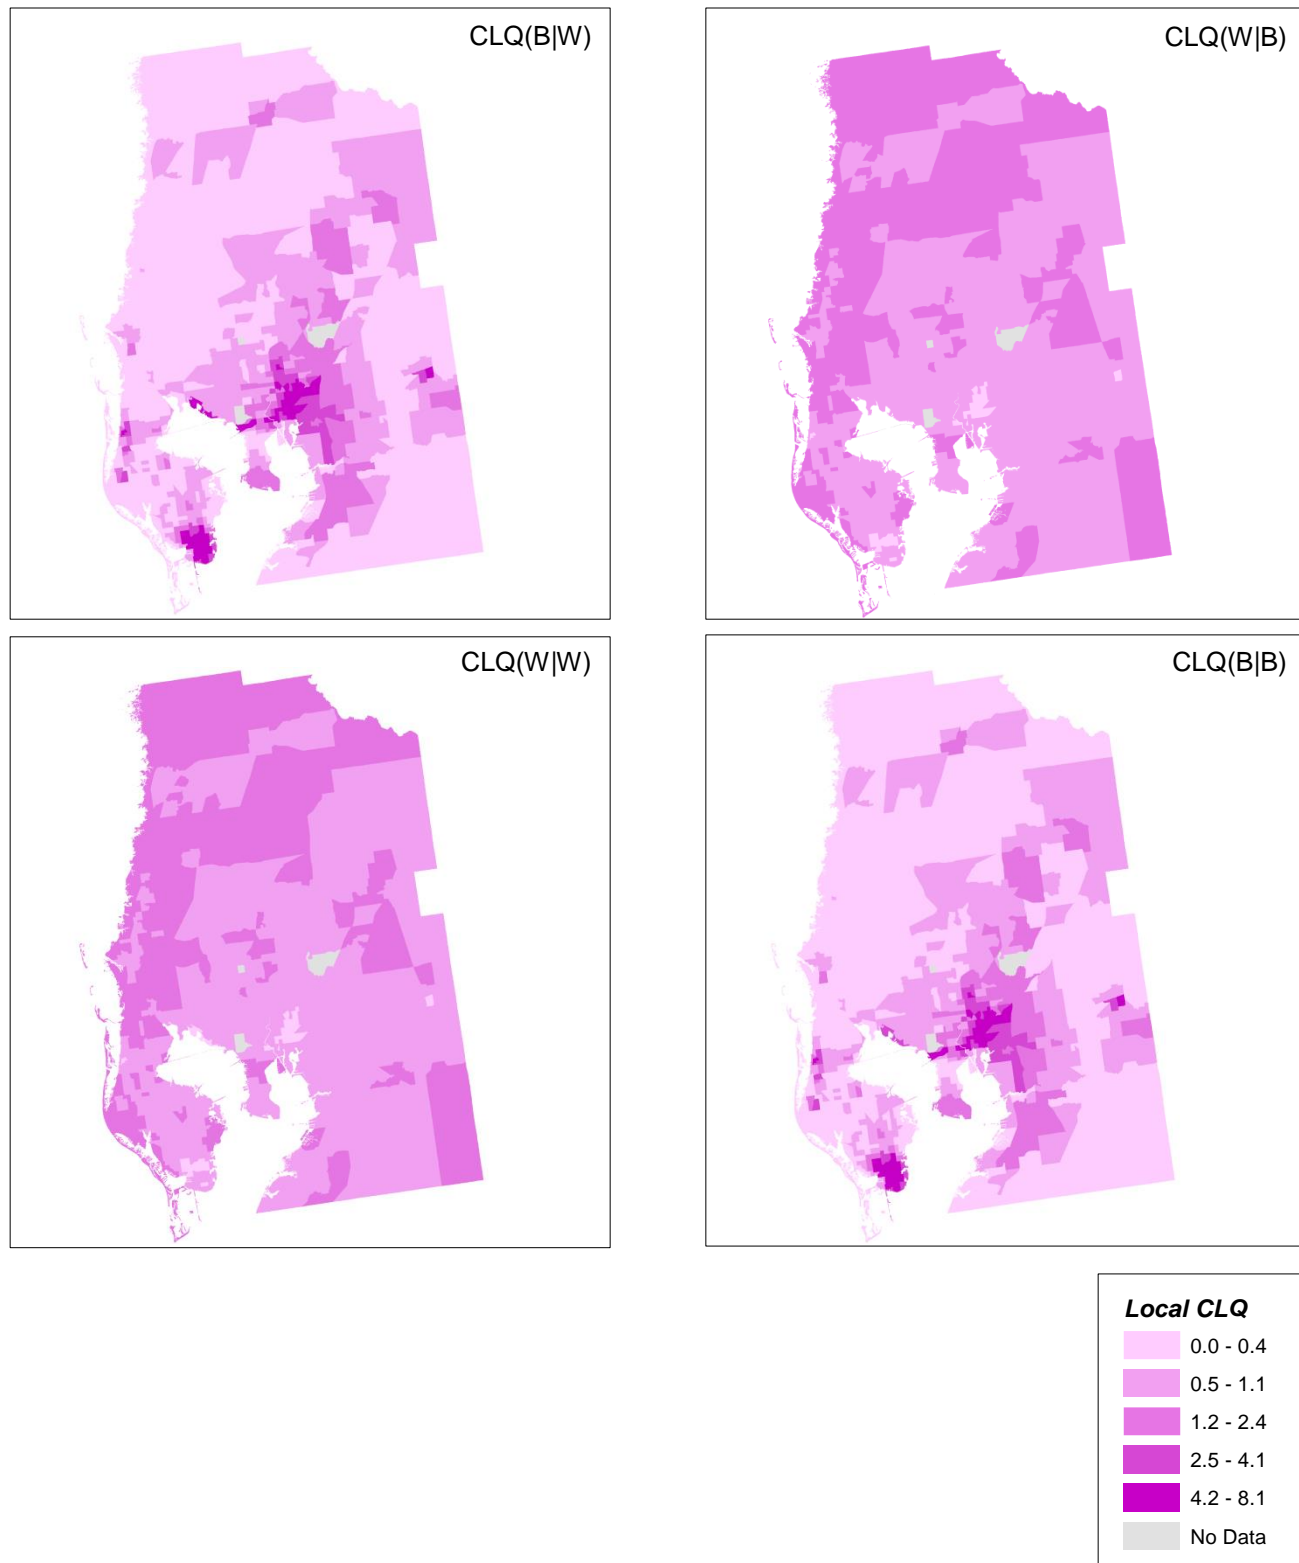 CLQ(B|W)
CLQ(W|B)
CLQ(W|W)
CLQ(B|B)
Local CLQ
0.0 - 0.4
0.5 - 1.1
1.2 - 2.4
2.5 - 4.1
4.2 - 8.1
No Data